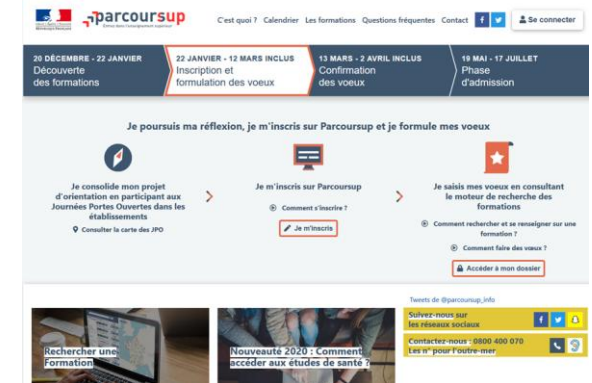 parcoursup
Entrez dans l'enseignement supérieur
C'est quoi ? Calendrier Les formations Questions fréquentes Contact Se connecter
20 DÉCEMBRE - 22 JANVIER
Découverte
des formations
22 JANVIER - 12 MARS INCLUS
Inscription et
formulation des voeux
13 MARS - 2 AVRIL INCLUS
Confirmation
des voeux
19 MAI - 17 JUILLET
Phase
d'admission
Je poursuis ma réflexion, je m'inscris sur Parcoursup et je formule mes voeux
Je consolide mon projet
d'orientation en participant aux
Journées Portes Ouvertes dans les
établissements
Consulter la carte des JPO
Je m'inscris sur Parcoursup
Comment s'inscrire ?
Je m'inscris
Je saisis mes voeux en consultant
le moteur de recherche des
formations
Comment rechercher et se renseigner sur une
formation ?
Comment faire des vœux ?
Accéder à mon dossier
Rechercher une
Formation
Nouveauté 2020 : Comment
accéder aux études de santé ?
Tweets de @parcoursup_info
Suivez-nous sur
les réseaux sociaux
Contactez-nous : 0800 400 070
Les n° pour l'outre-mer